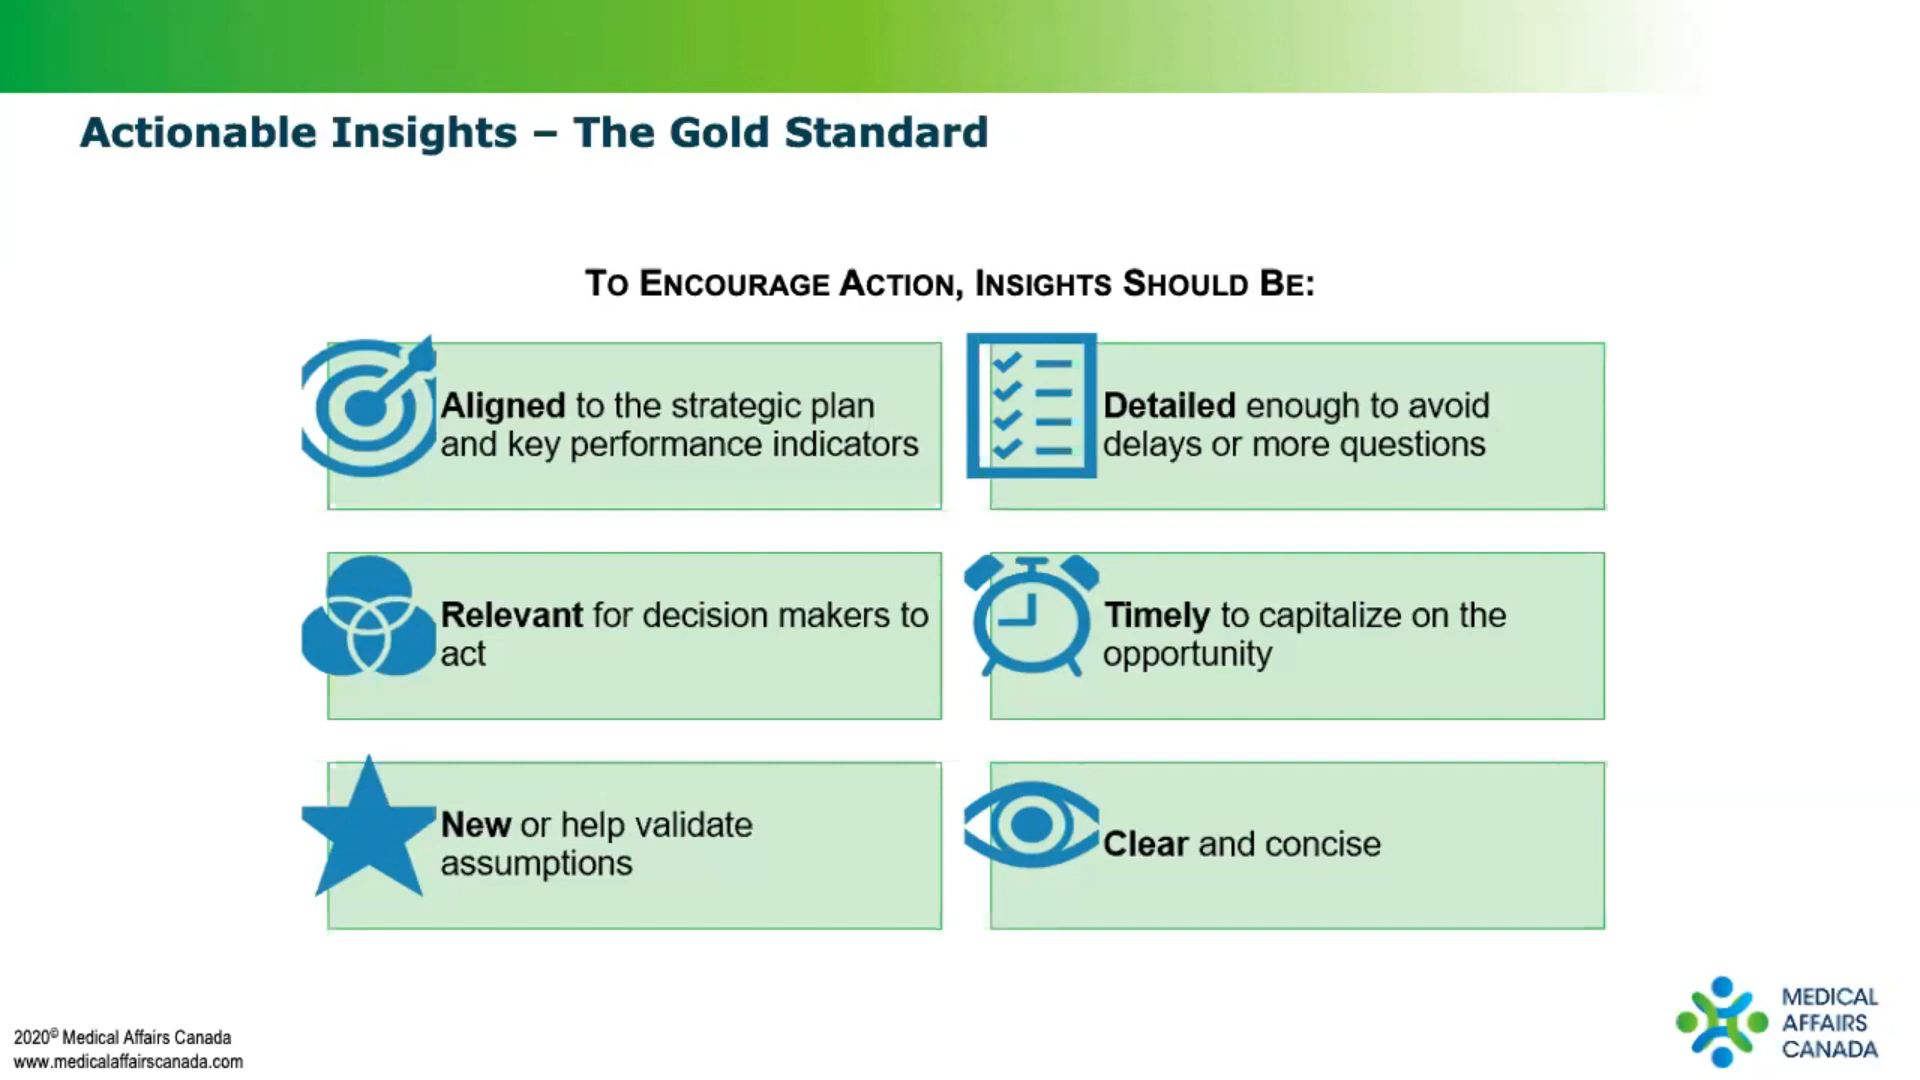 Actionable Insights – The Gold Standard
TO ENCOURAGE ACTION, INSIGHTS SHOULD BE:
Aligned to the strategic plan
and key performance indicators
Detailed enough to avoid
delays or more questions
Relevant for decision makers to
act
Timely to capitalize on the
opportunity
New or help validate
assumptions
Clear and concise
2020© Medical Affairs Canada
www.medicalaffairscanada.com
MEDICAL
AFFAIRS
CANADA